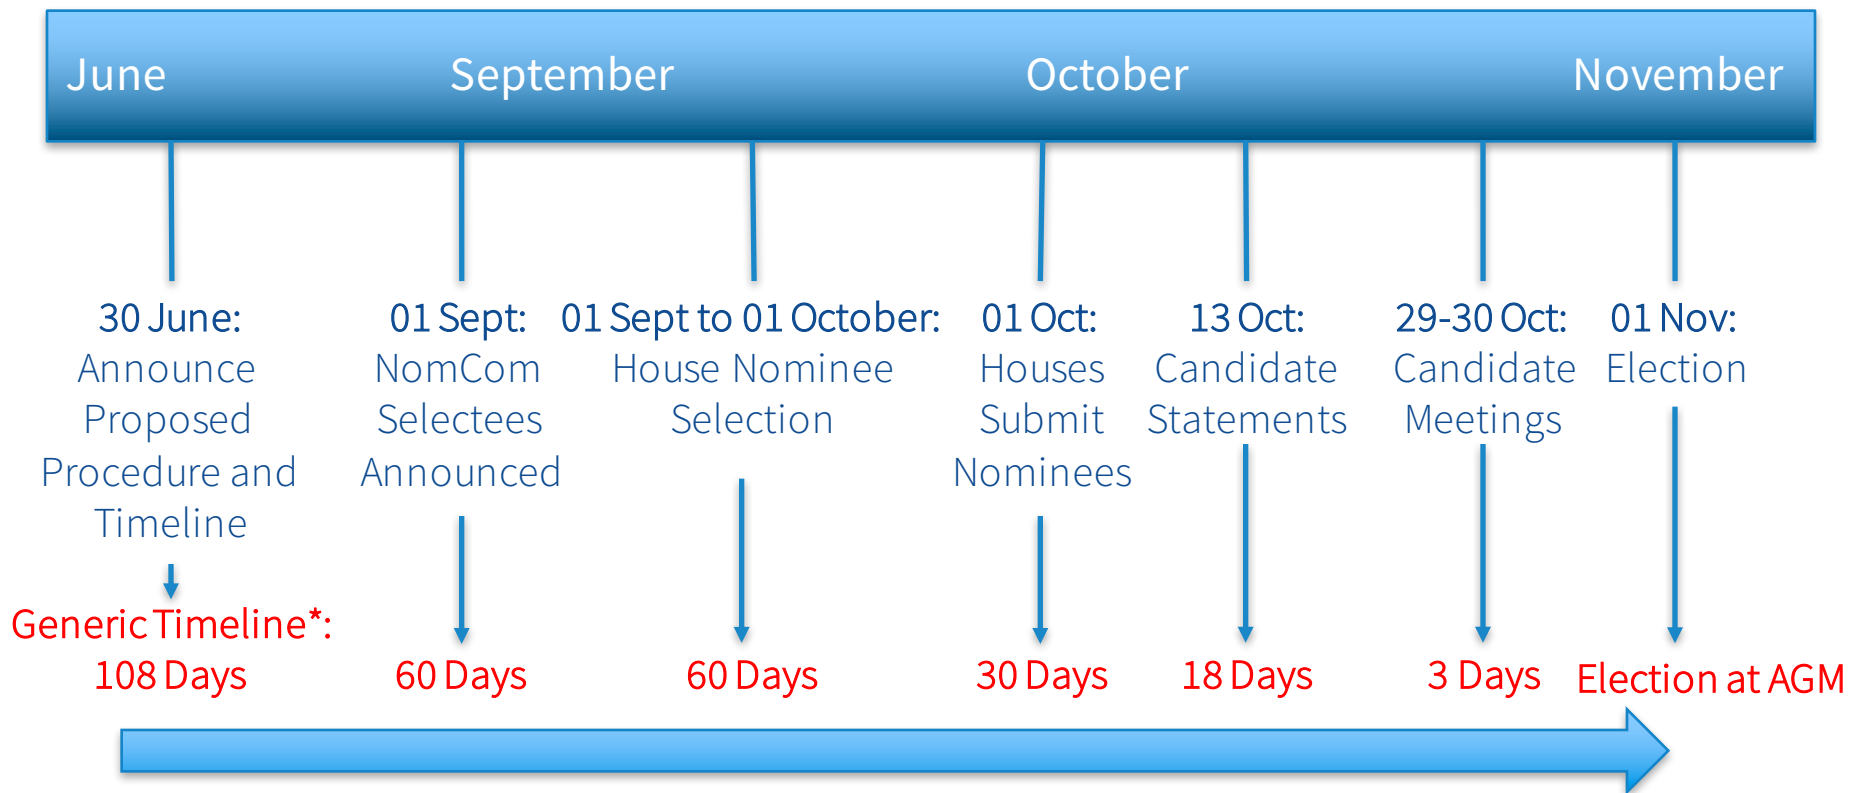 June
September
October
November
30 June:
Announce
Proposed
Procedure and
Timeline
01 Sept:
NomCom
Selectees
Announced
01 Sept to 01 October:
House Nominee
Selection
01 Oct:
Houses
Submit
Nominees
13 Oct:
Candidate
Statements
29-30 Oct:
Candidate
Meetings
01 Nov:
Election
Generic Timeline*:
108 Days
60 Days
60 Days
30 Days
18 Days
3 Days
Election at AGM